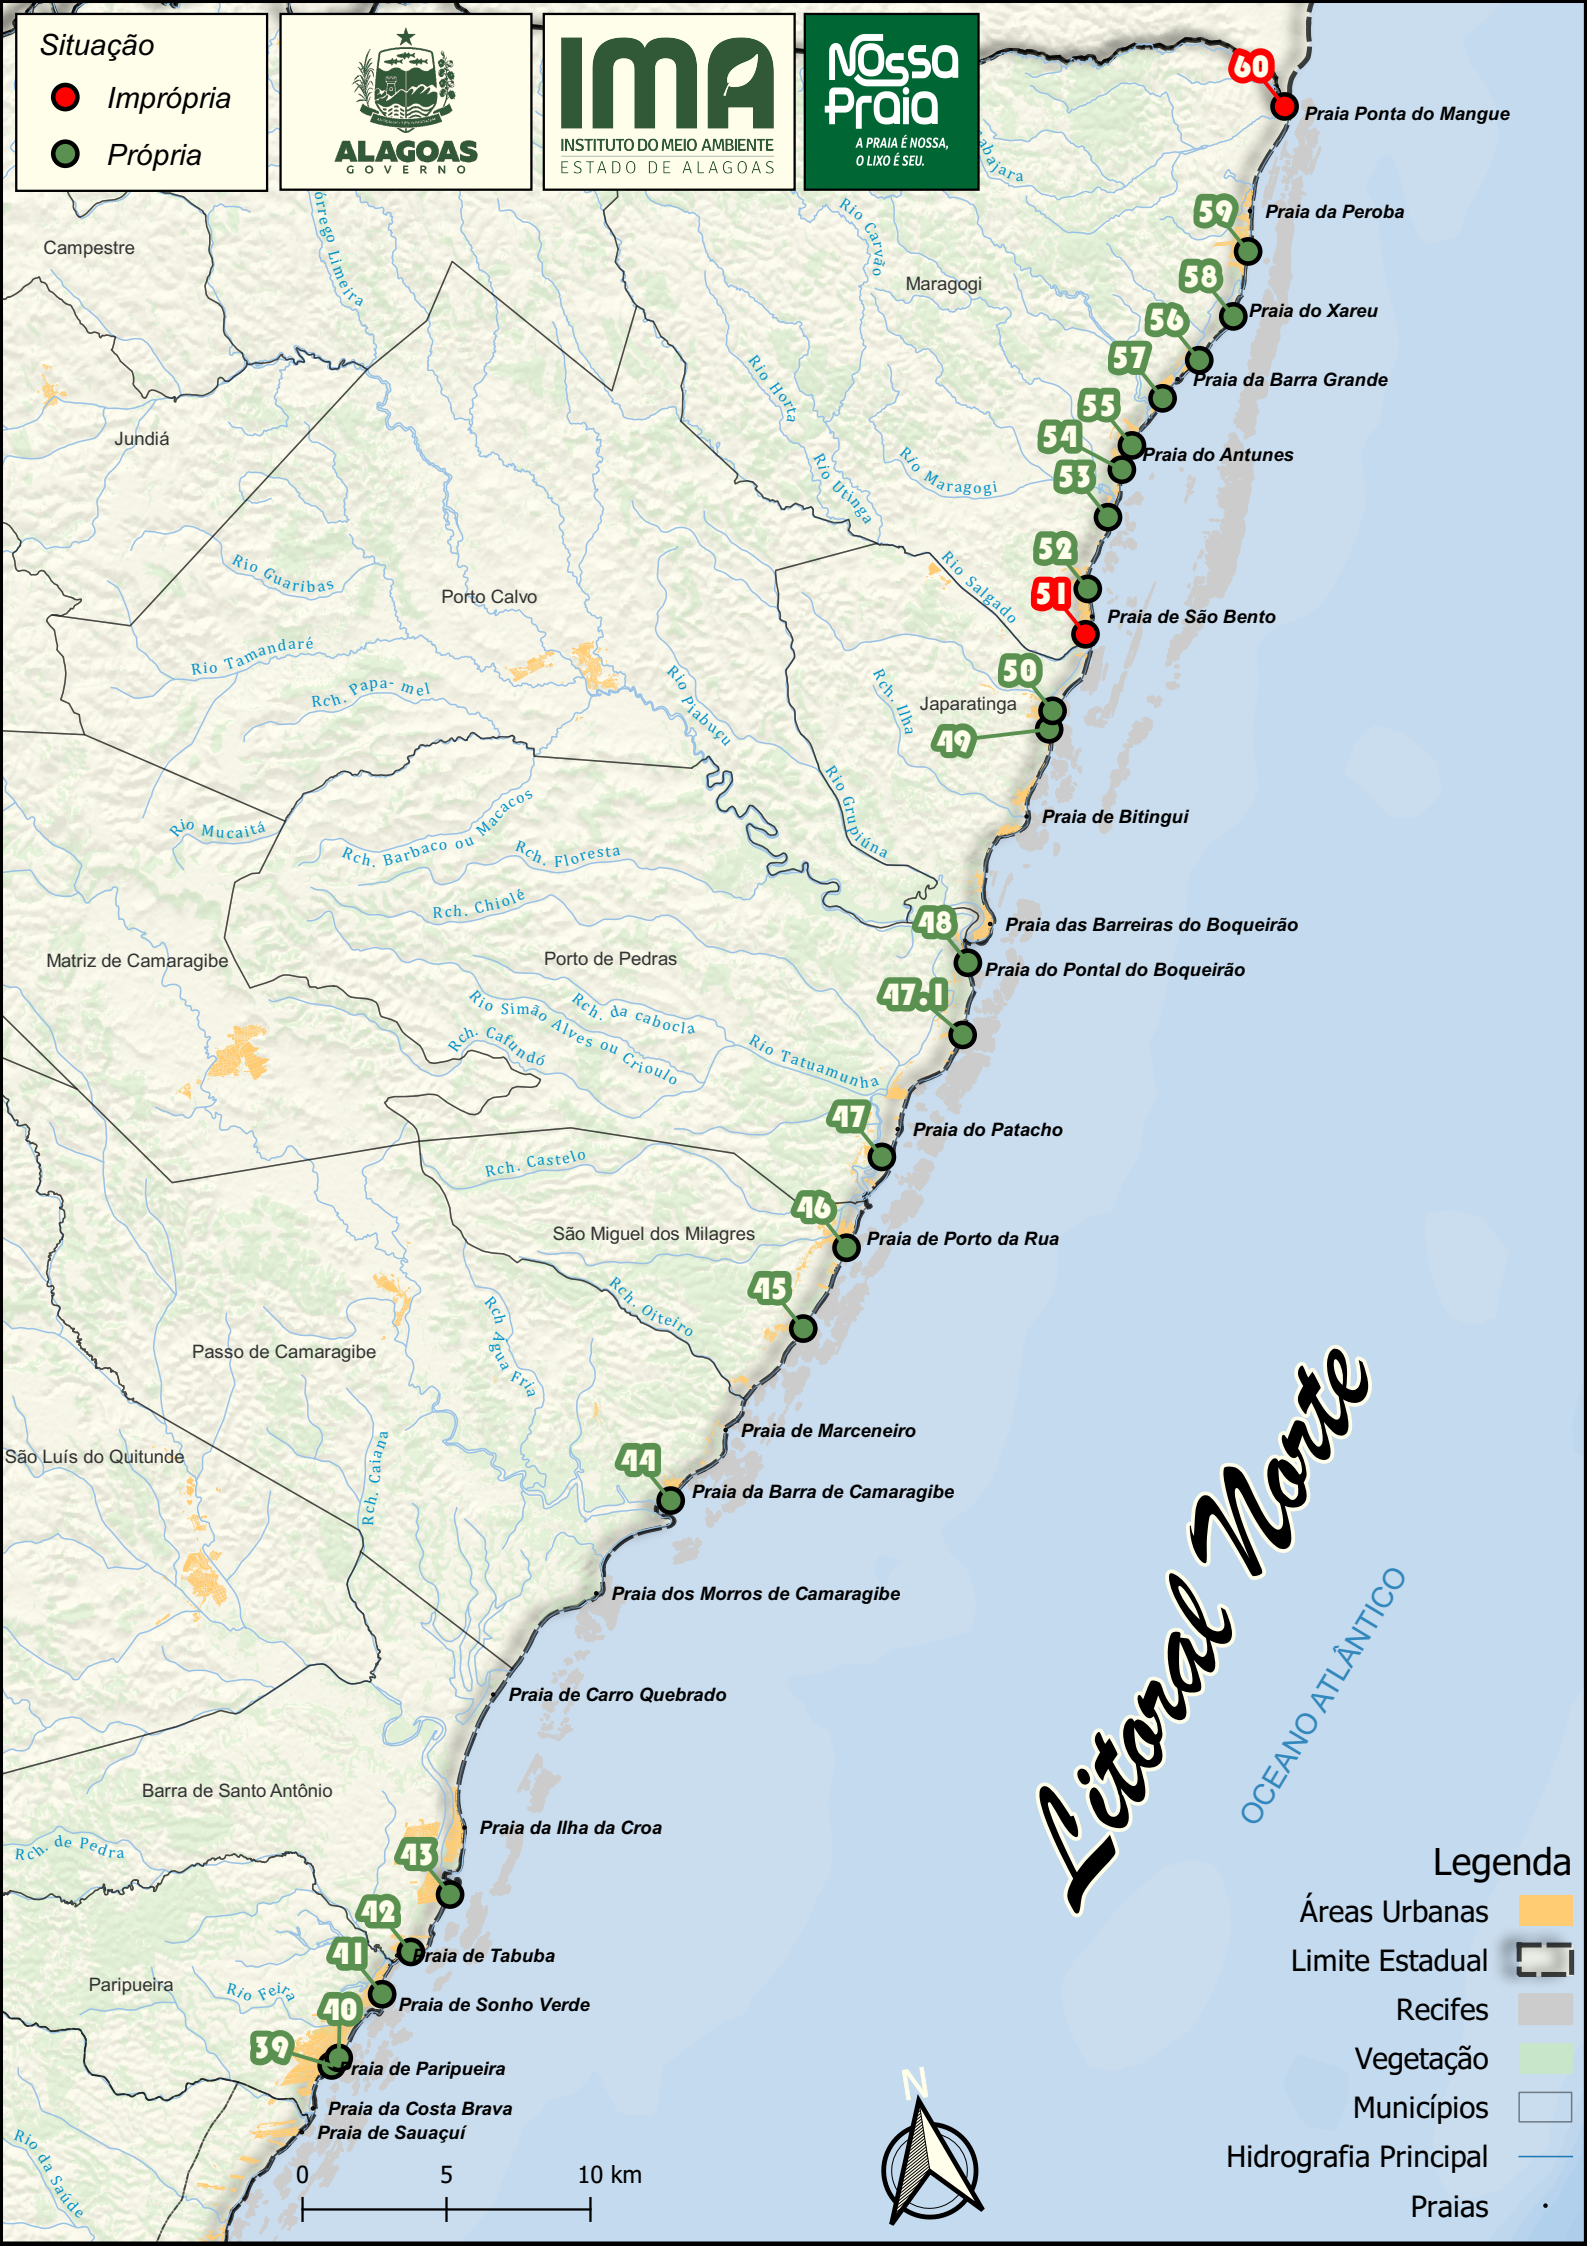 Situação
Imprópria
Própria
ALAGOAS
GOVERNO
IMA
INSTITUTO DO MEIO AMBIENTE
ESTADO DE ALAGOAS
Nossa
Praia
A PRAIA É NOSSA,
O LIXO É SEU.
60
Praia Ponta do Mangue
59
Praia da Peroba
58
Praia do Xareu
56
57
Praia da Barra Grande
55
54
Praia do Antunes
53
52
51
Praia de São Bento
50
49
Praia de Bitingui
48
Praia das Barreiras do Boqueirão
Praia do Pontal do Boqueirão
47.1
47
Praia do Patacho
46
Praia de Porto da Rua
45
Praia de Marceneiro
44
Praia da Barra de Camaragibe
Praia dos Morros de Camaragibe
Praia de Carro Quebrado
Praia da Ilha da Croa
43
42
Praia de Tabuba
41
Praia de Sonho Verde
40
39
Praia de Paripueira
Praia da Costa Brava
Praia de Sauaçuí
Campestre
Jundiá
Maragogi
Porto Calvo
Japaratinga
Matriz de Camaragibe
Porto de Pedras
São Miguel dos Milagres
Passo de Camaragibe
São Luís do Quitunde
Barra de Santo Antônio
Paripueira
órrego Limeira
Rio Carvão
abajara
Rio Horta
Rio Utinga
Rio Maragogi
Rio Salgado
Rio Guaribas
Rio Tamandaré
Rch. Papa- mel
Rio Piabuçu
Rch. Ilha
Rio Grupiúna
Rio Mucaitá
Rch. Barbaco ou Macacos
Rch. Floresta
Rch. Chiolé
Rio Simão Alves ou Crioulo
Rch. da cabocla
Rch. Cafundó
Rio Tatuamunha
Rch. Castelo
Rch. Oiteiro
Rch Água Fria
Rch. Caiana
Rch. de Pedra
Rio Feira
Rio da Saúde
Litoral Norte
OCEANO ATLÂNTICO
N
0 5 10 km
Legenda
Áreas Urbanas
Limite Estadual
Recifes
Vegetação
Municípios
Hidrografia Principal
Praias